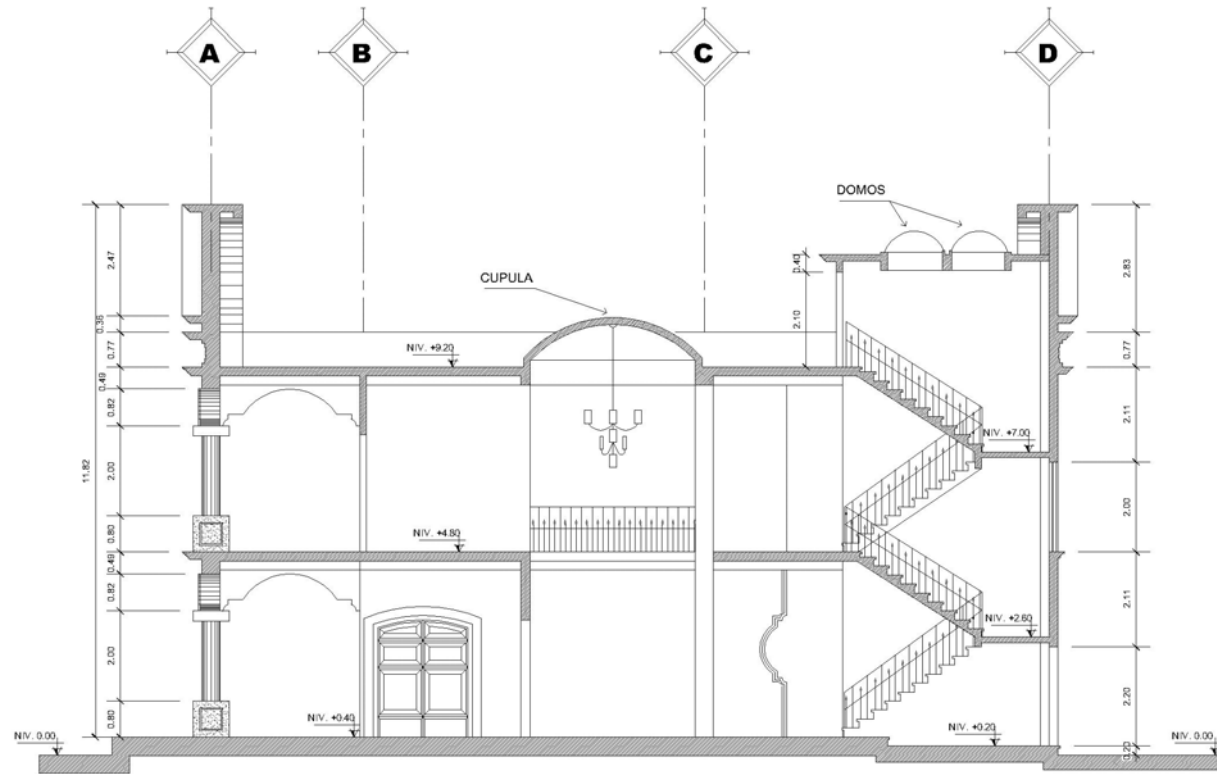 A
B
C
D
DOMOS
CUPULA
2.47
0.36
0.77
0.49
0.82
2.00
0.80
0.49
0.82
2.00
0.80
11.82
NIV. +9.20
0.40
2.10
NIV. +7.00
NIV. +4.80
NIV. +2.60
NIV. +0.40
NIV. +0.20
NIV. 0.00
NIV. 0.00
2.83
0.77
2.11
2.00
2.11
2.20
0.20